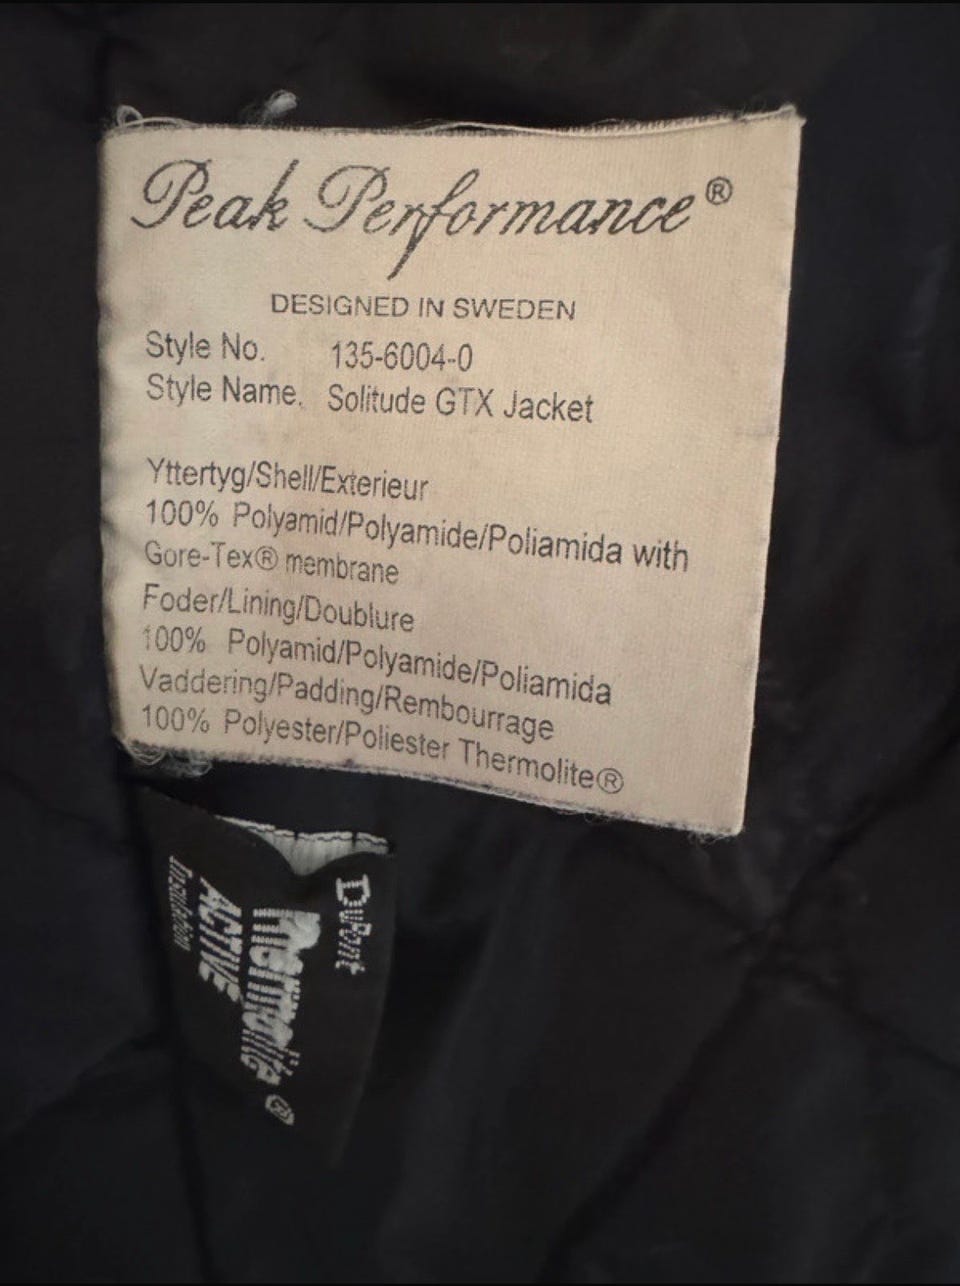 Peak Performance®
DESIGNED IN SWEDEN
Style No. 135-6004-0
Style Name. Solitude GTX Jacket
Yttertyg/Shell/Exterieur
100% Polyamid/Polyamide/Poliamida with
Gore-Tex® membrane
Foder/Lining/Doublure
100% Polyamid/Polyamide/Poliamida
Vaddering/Padding/Rembourrage
100% Polyester/Poliester Thermolite®
DuPont
Thermolite®
ACTIVE
Insulation